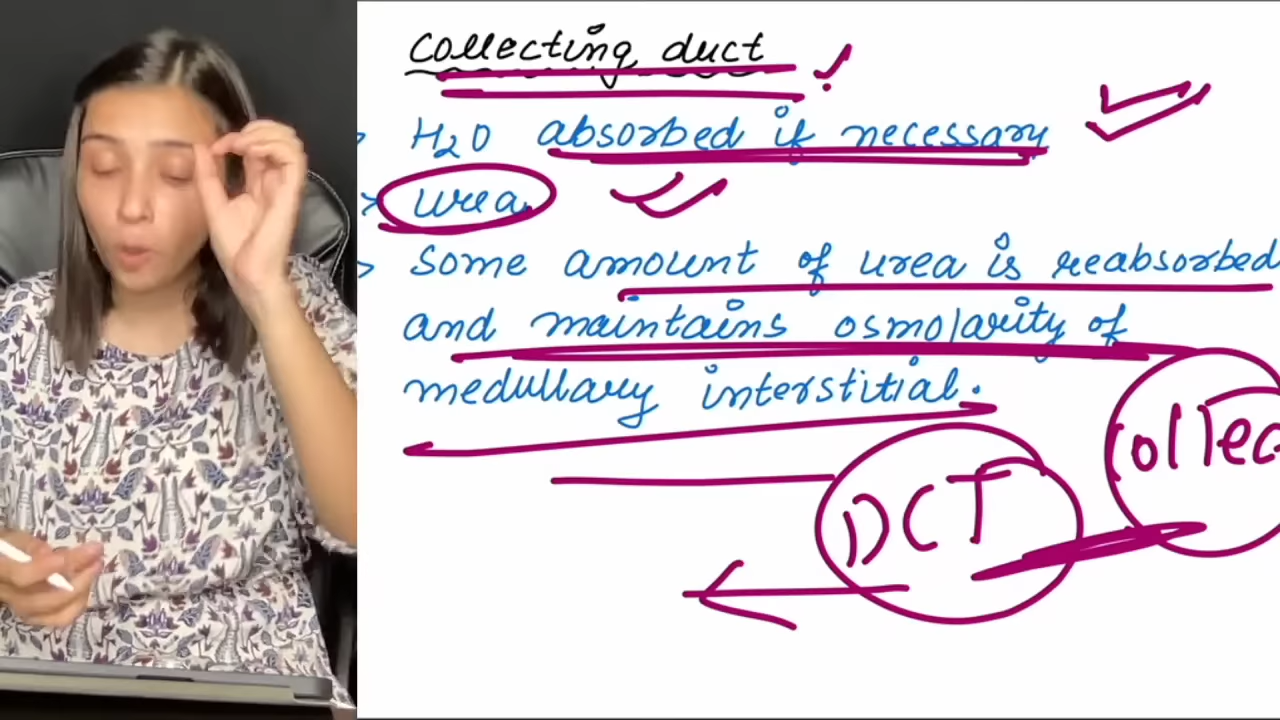 Collecting duct
> H2O absorbed if necessary
> Urea
> Some amount of urea is reabsorbed
and maintains osmolarity of
medullary interstitial.
Collec
DCT